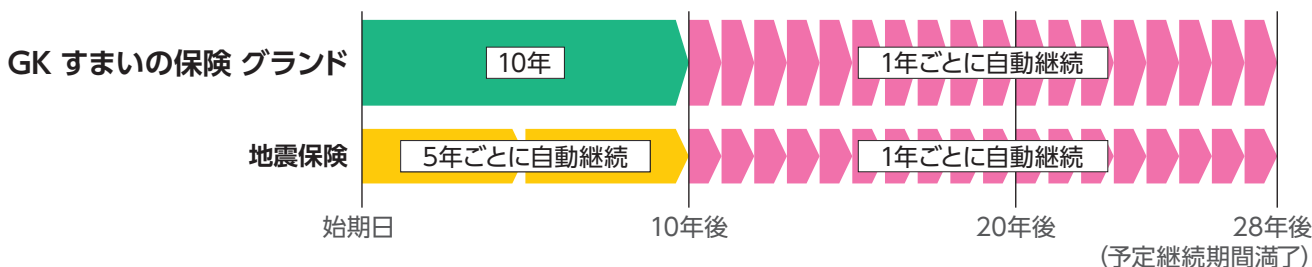 GK すまいの保険 グランド
10年
1年ごとに自動継続
地震保険
5年ごとに自動継続
1年ごとに自動継続
始期日
10年後
20年後
28年後
(予定継続期間満了)